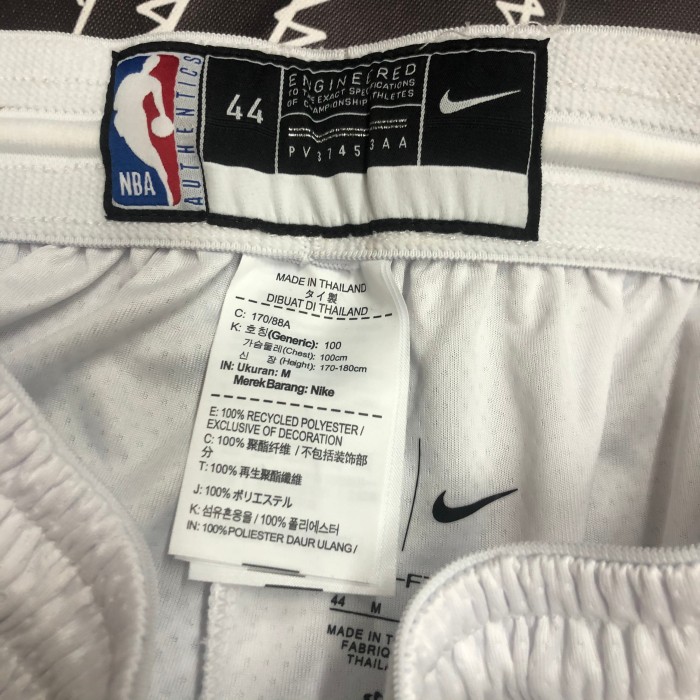 NBA
AUTHENTICS
44
ENGINEERED
TO THE EXACT SPECIFICATIONS
OF CHAMPIONSHIP ATHLETES
PV37453AA
MADE IN THAILAND
タイ製
DIBUAT DI THAILAND
C: 170/88A
K: 호칭(Generic): 100
가슴둘레(Chest): 100cm
신 장 (Height): 170-180cm
IN: Ukuran: M
Merek Barang: Nike
E: 100% RECYCLED POLYESTER /
EXCLUSIVE OF DECORATION
C: 100% 聚酯纤维 / 不包括装饰部
分
T: 100% 再生聚酯纖維
J: 100% ポリエステル
K: 섬유혼용율 / 100% 폴리에스터
IN: 100% POLIESTER DAUR ULANG /
44 M
MADE IN T
FABRIQ
THAIL